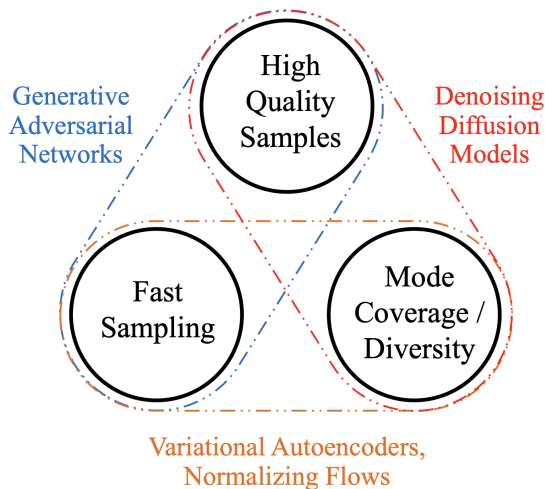 High
Quality
Samples
Generative
Adversarial
Networks
Denoising
Diffusion
Models
Fast
Sampling
Mode
Coverage /
Diversity
Variational Autoencoders,
Normalizing Flows